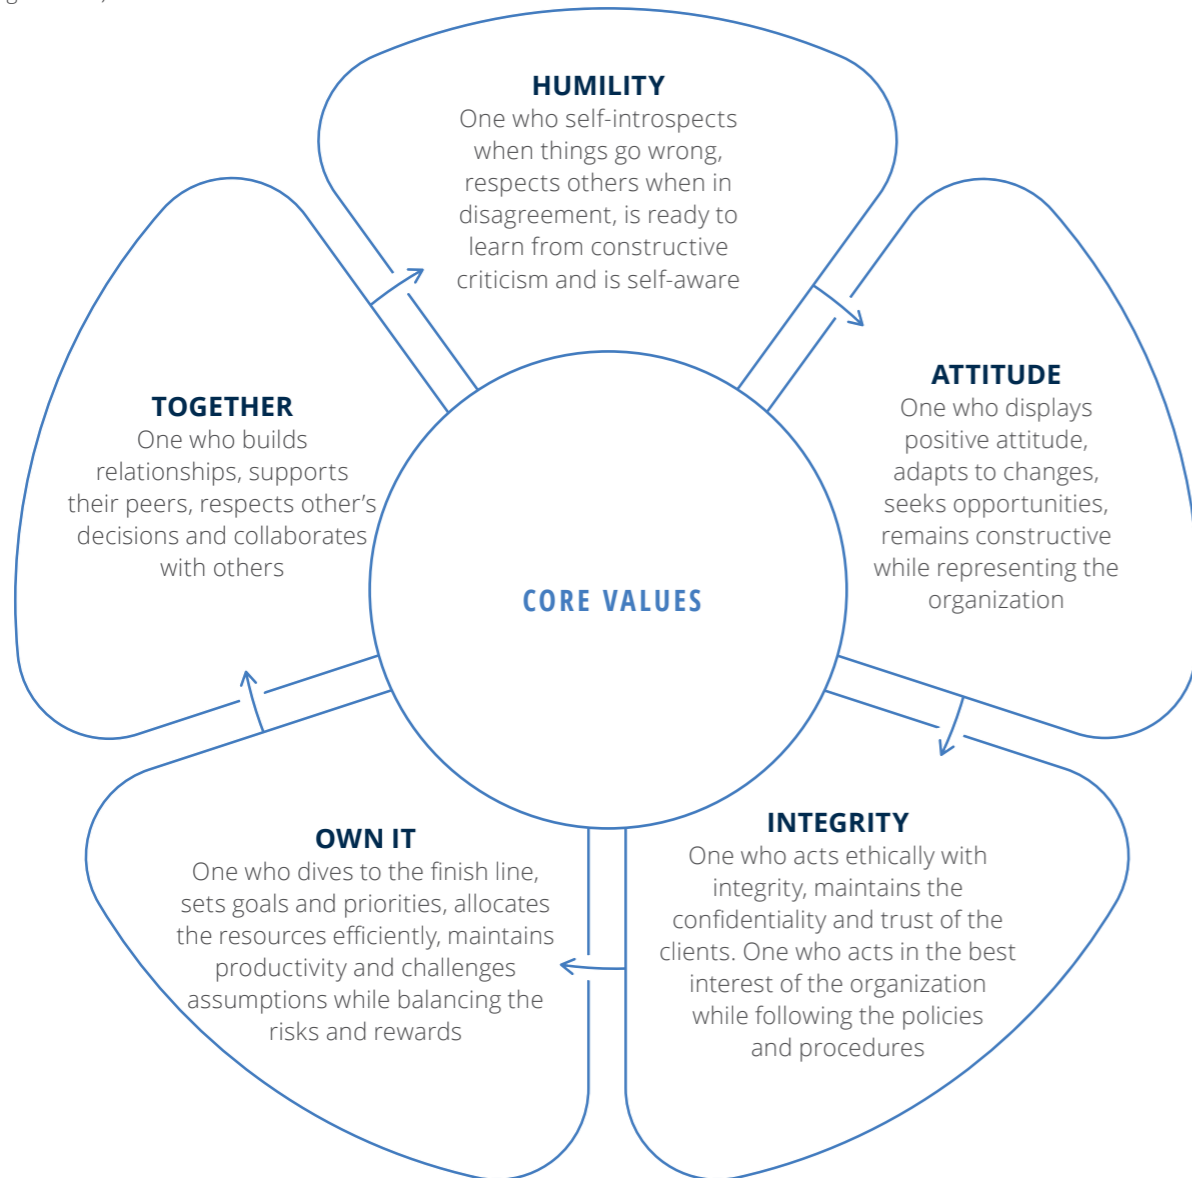 HUMILITY
One who self-introspects
when things go wrong,
respects others when in
disagreement, is ready to
learn from constructive
criticism and is self-aware
ATTITUDE
One who displays
positive attitude,
adapts to changes,
seeks opportunities,
remains constructive
while representing the
organization
TOGETHER
One who builds
relationships, supports
their peers, respects other’s
decisions and collaborates
with others
CORE VALUES
INTEGRITY
One who acts ethically with
integrity, maintains the
confidentiality and trust of the
clients. One who acts in the best
interest of the organization
while following the policies
and procedures
OWN IT
One who dives to the finish line,
sets goals and priorities, allocates
the resources efficiently, maintains
productivity and challenges
assumptions while balancing the
risks and rewards